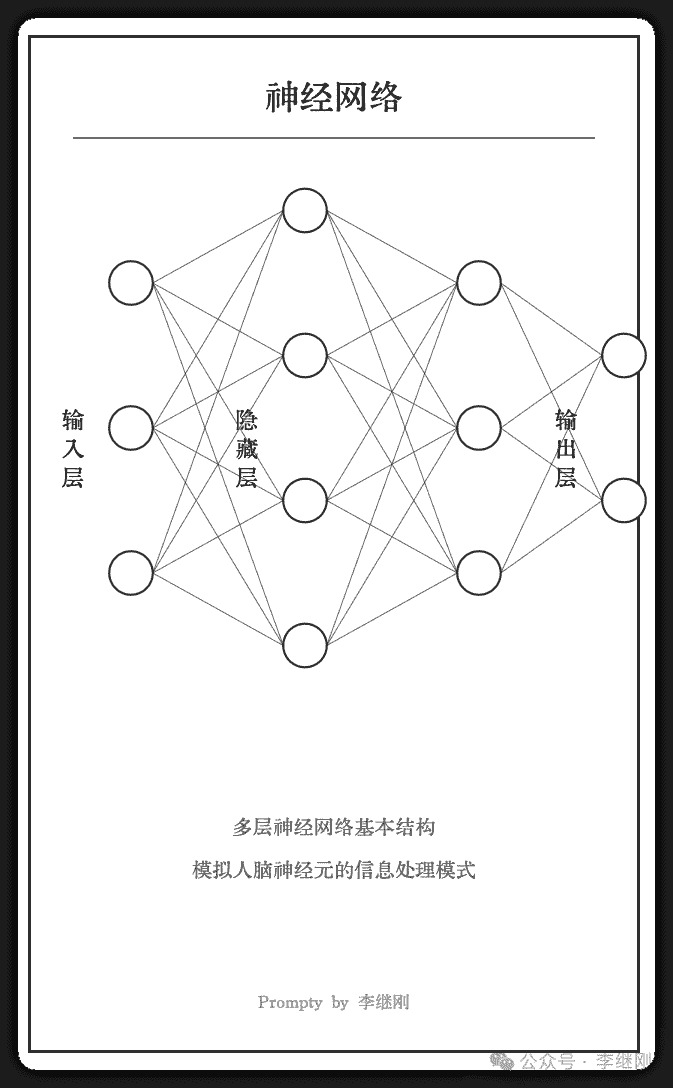 神经网络
输入层
隐藏层
输出层
多层神经网络基本结构
模拟人脑神经元的信息处理模式
Prompty by 李继刚
公众号 · 李继刚